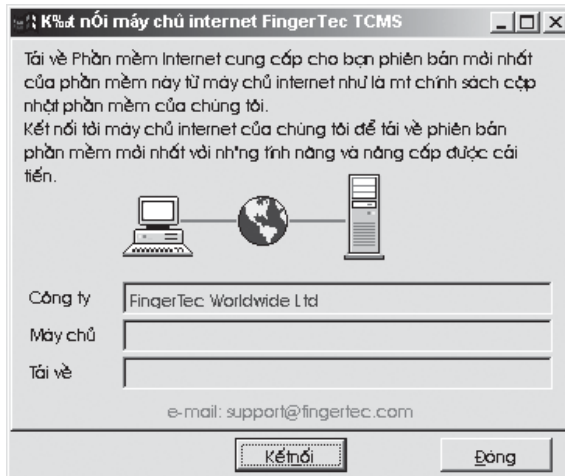 K‰t nÓi máy chủ internet FingerTec TCMS
Tải về Phần mềm Internet cung cấp cho bạn phiên bản mới nhất
của phần mềm này từ máy chủ internet như là mt chính sách cập
nhật phần mềm của chúng tôi.
Kết nối tới máy chủ internet của chúng tôi để tải về phiên bản
phần mềm mới nhất với nh"ng tính năng và nâng cấp được cải
tiến.
Công ty FingerTec Worldwide Ltd
Máy chủ
Tải về
e-mail: support@fingertec.com
Kếtnối Đóng